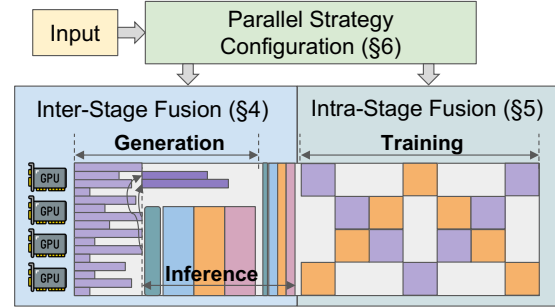 Input
Parallel Strategy
Configuration (§6)
Inter-Stage Fusion (§4)
Intra-Stage Fusion (§5)
Generation
Training
GPU
GPU
GPU
GPU
Inference